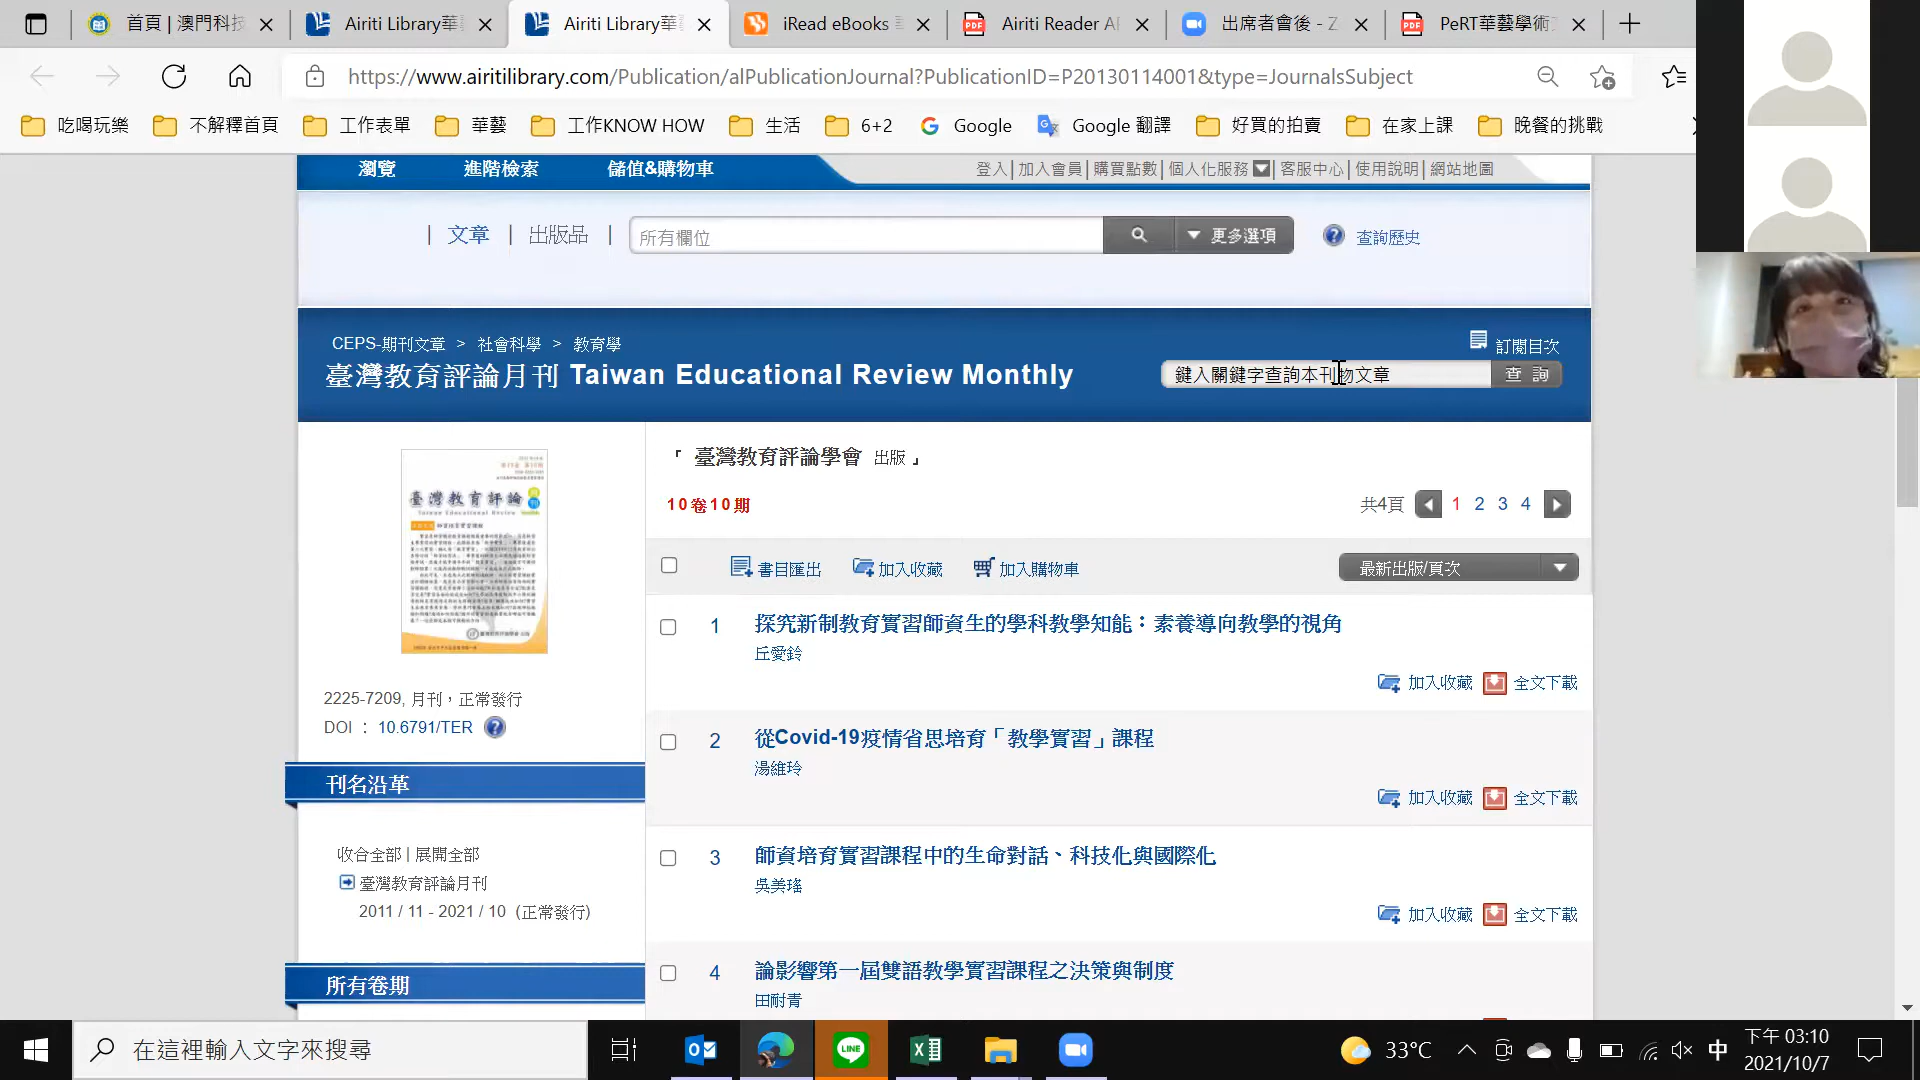 首頁 | 澳門科技
Airiti Library華
Airiti Library華
iRead eBooks
Airiti Reader A
出席者會後 - Z
PeRT華藝學術
https://www.airitilibrary.com/Publication/alPublicationJournal?PublicationID=P20130114001&type=JournalsSubject
吃喝玩樂
不解釋首頁
工作表單
華藝
工作KNOW HOW
生活
6+2
Google
Google 翻譯
好買的拍賣
在家上課
晚餐的挑戰
瀏覽 進階檢索 儲值&購物車
登入 | 加入會員 | 購買點數 | 個人化服務 | 客服中心 | 使用說明 | 網站地圖
| 文章 | 出版品 |
所有欄位
更多選項
查詢歷史
CEPS-期刊文章 > 社會科學 > 教育學
訂閱目次
臺灣教育評論月刊 Taiwan Educational Review Monthly
鍵入關鍵字查詢本刊物文章
查 詢
「 臺灣教育評論學會 出版 」
10卷10期
共4頁 1 2 3 4
書目匯出 加入收藏 加入購物車
最新出版/頁次
臺灣教育評論
1 探究新制教育實習師資生的學科教學知能：素養導向教學的視角
丘愛鈴
加入收藏 全文下載
2 從Covid-19疫情省思培育「教學實習」課程
湯維玲
加入收藏 全文下載
3 師資培育實習課程中的生命對話、科技化與國際化
吳美瑤
加入收藏 全文下載
4 論影響第一屆雙語教學實習課程之決策與制度
田耐青
2225-7209, 月刊，正常發行
DOI ： 10.6791/TER
刊名沿革
收合全部 | 展開全部
臺灣教育評論月刊
2011 / 11 - 2021 / 10 (正常發行)
所有卷期
在這裡輸入文字來搜尋
LINE
33°C
中
下午 03:10
2021/10/7